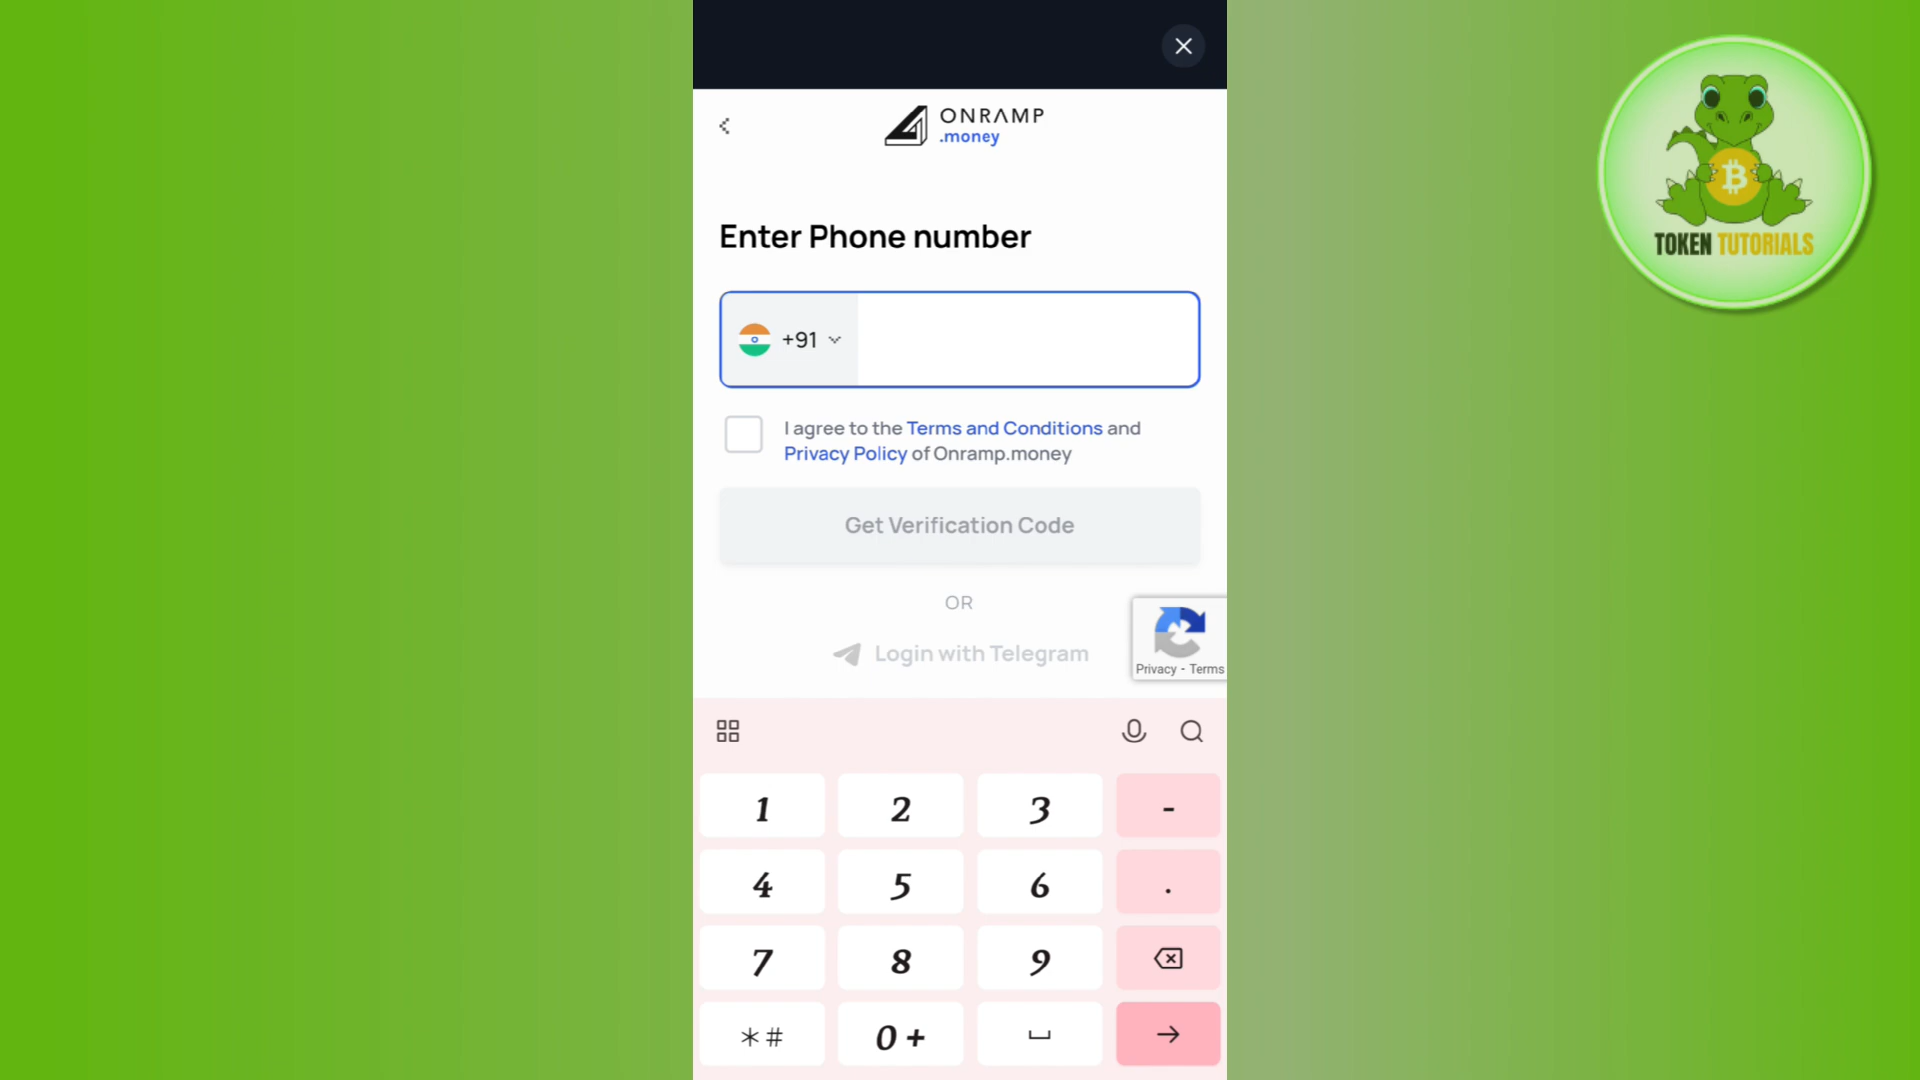 ONRAMP
.money
Enter Phone number
+91
I agree to the Terms and Conditions and
Privacy Policy of Onramp.money
Get Verification Code
OR
Login with Telegram
Privacy - Terms
1 2 3 -
4 5 6 .
7 8 9
*# 0 +
TOKEN TUTORIALS